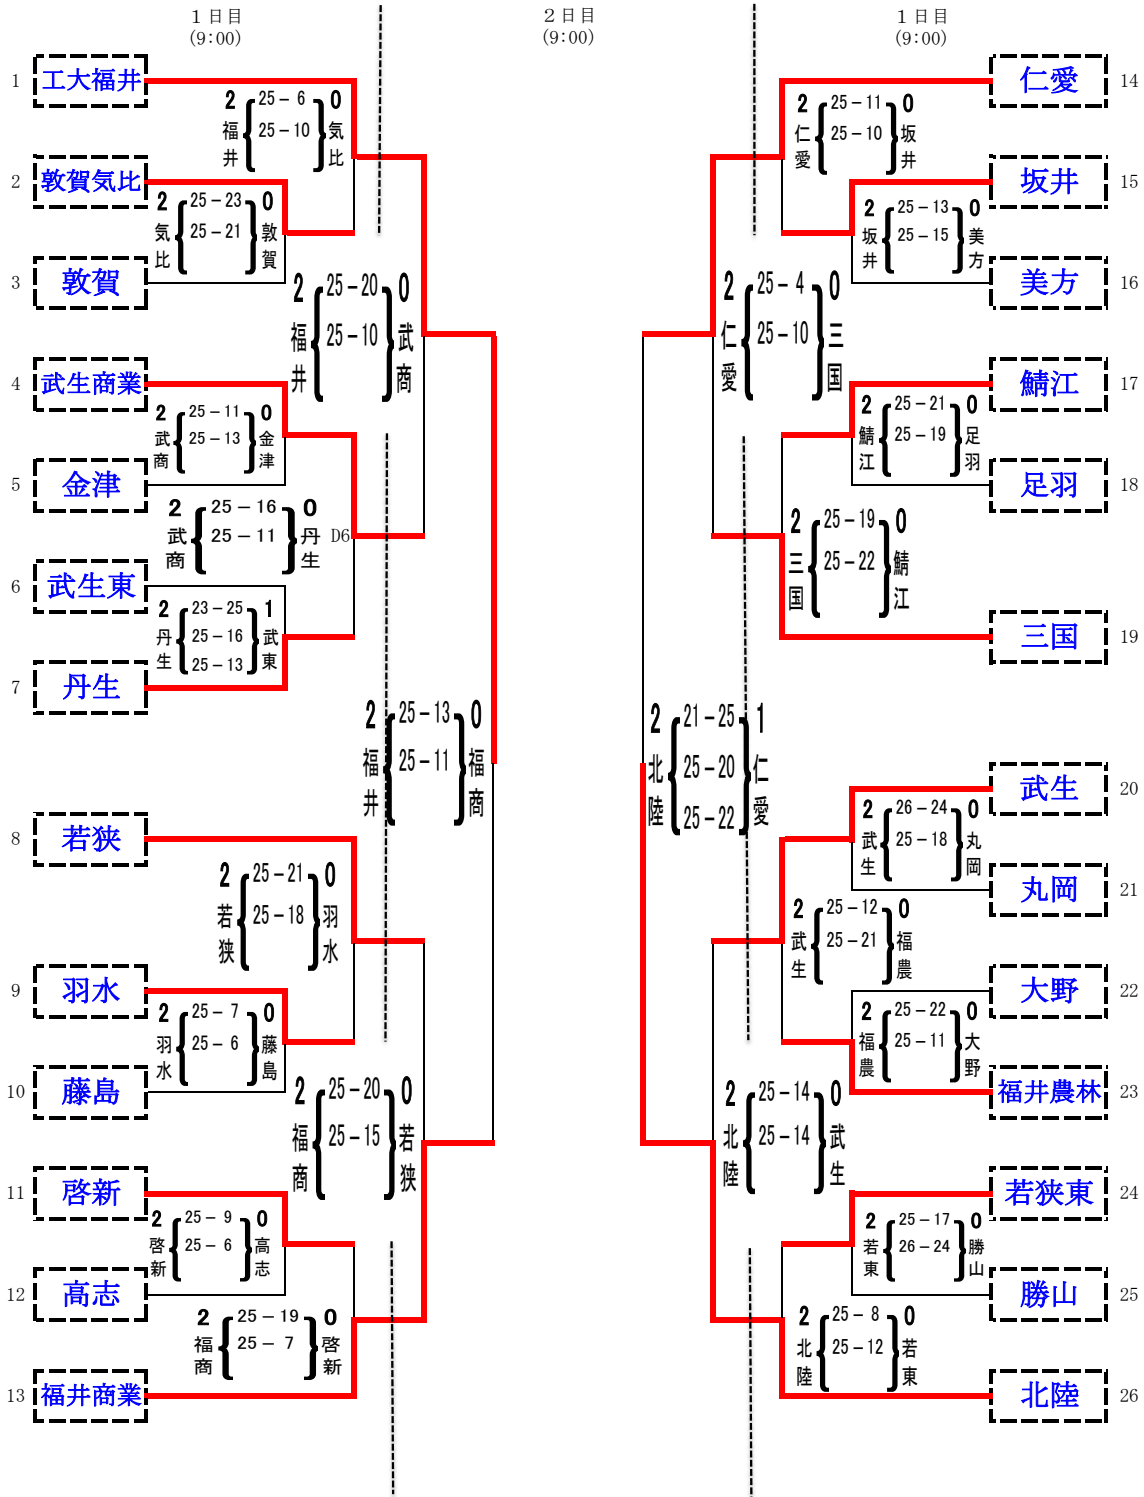 1日目
(9:00)
2日目
(9:00)
1日目
(9:00)
1 工大福井
2 25－6 0
福井 25－10 気比
2 敦賀気比
2 25－23 0
気比 25－21 敦賀
3 敦賀
2 25－20 0
福井 25－10 武商
4 武生商業
2 25－11 0
武商 25－13 金津
5 金津
2 25－16 0
武商 25－11 丹生 D6
6 武生東
2 23－25 1
丹生 25－16 武東
25－13
7 丹生
2 25－13 0
福井 25－11 福商
8 若狭
2 25－21 0
若狭 25－18 羽水
9 羽水
2 25－7 0
羽水 25－6 藤島
10 藤島
2 25－20 0
福商 25－15 若狭
11 啓新
2 25－9 0
啓新 25－6 高志
12 高志
2 25－19 0
福商 25－7 啓新
13 福井商業
仁愛 14
2 25－11 0
仁愛 25－10 坂井
坂井 15
2 25－13 0
坂井 25－15 美方
美方 16
2 25－4 0
仁愛 25－10 三国
鯖江 17
2 25－21 0
鯖江 25－19 足羽
足羽 18
2 25－19 0
三国 25－22 鯖江
三国 19
2 21－25 1
北陸 25－20 仁愛
25－22
武生 20
2 26－24 0
武生 25－18 丸岡
丸岡 21
2 25－12 0
武生 25－21 福農
大野 22
2 25－22 0
福農 25－11 大野
福井農林 23
2 25－14 0
北陸 25－14 武生
若狭東 24
2 25－17 0
若東 26－24 勝山
勝山 25
2 25－8 0
北陸 25－12 若東
北陸 26